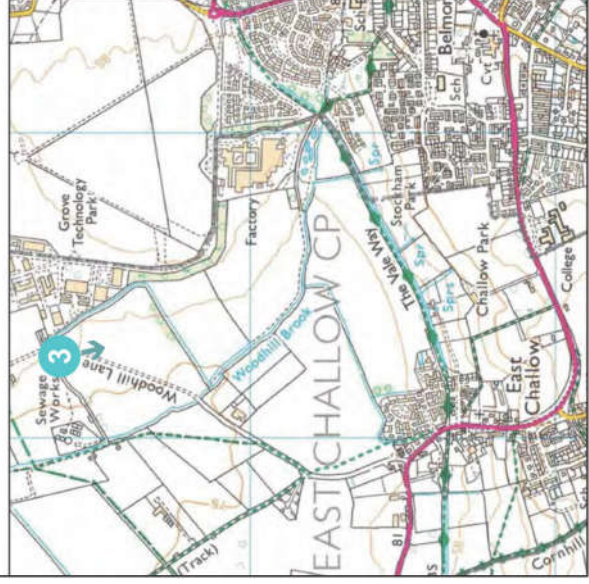 Sch
Belmont
Cvt
Sch
Grove
Technology
Park
Factory
Spr
Stockham
Park
The Vale Way
Spr
Sprs
Challow Park
College
3
Sewage
Works
Woodhill Lane
Woodhill Brook
EAST CHALLOW CP
East
Challow
81
(Track)
Cornhill
Sch